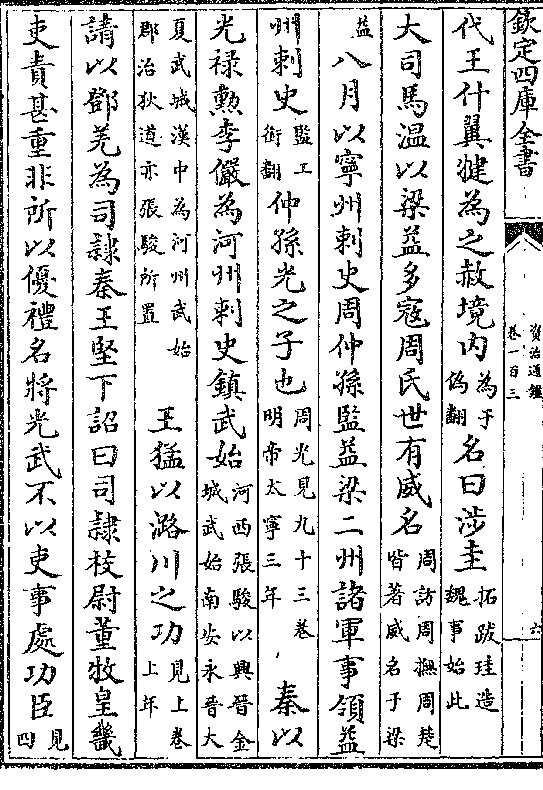 欽定四庫全書
資治通鑑
卷一百三
六
代王什翼犍為之赦境内為于偽翻名曰涉圭拓跋珪造魏事始此
大司馬温以梁益多寇周氏世有威名周訪周撫周楚皆著威名于梁
益八月以寧州刺史周仲孫監益梁二州諸軍事領益
州刺史監工銜翻仲孫光之子也周光見九十三卷明帝太寧三年秦以
光禄勲李儼為河州刺史鎮武始河西張駿以興晉金城武始南安永晉大
夏武城漢中為河州武始郡治狄道亦張駿所置王猛以潞川之功見上卷上年
請以鄧羌為司隸秦王堅下詔曰司隸校尉董牧皇畿
吏責甚重非所以優禮名將光武不以吏事處功臣見四